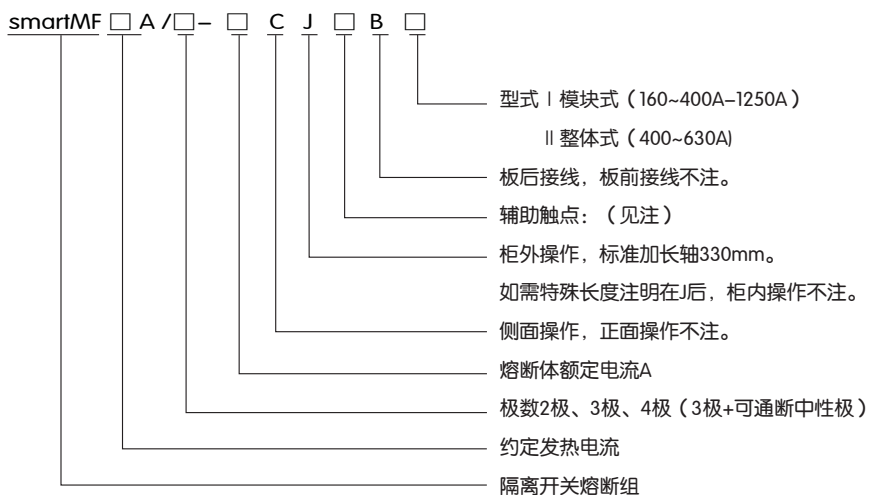 smartMF □ A /□– □ C J □ B □
型式 Ⅰ 模块式（160~400A–1250A）
Ⅱ 整体式（400~630A)
板后接线，板前接线不注。
辅助触点：（见注）
柜外操作，标准加长轴330mm。
如需特殊长度注明在J后，柜内操作不注。
侧面操作，正面操作不注。
熔断体额定电流A
极数2极、3极、4极（3极+可通断中性极）
约定发热电流
隔离开关熔断组